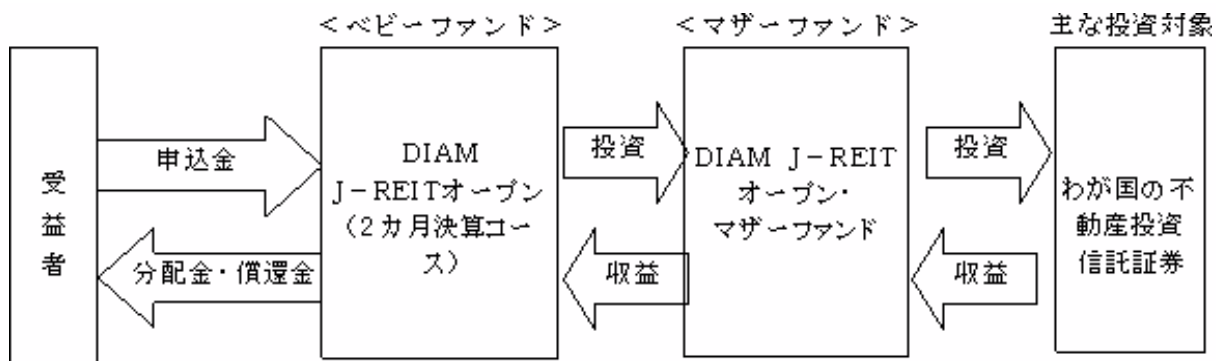 ＜ベビーファンド＞
＜マザーファンド＞
主な投資対象
受
益
者
申込金
分配金・償還金
DIAM
J－REITオープン
（2カ月決算コー
ス）
投資
収益
DIAM J－REIT
オープン・
マザーファンド
投資
収益
わが国の不
動産投資
信託証券